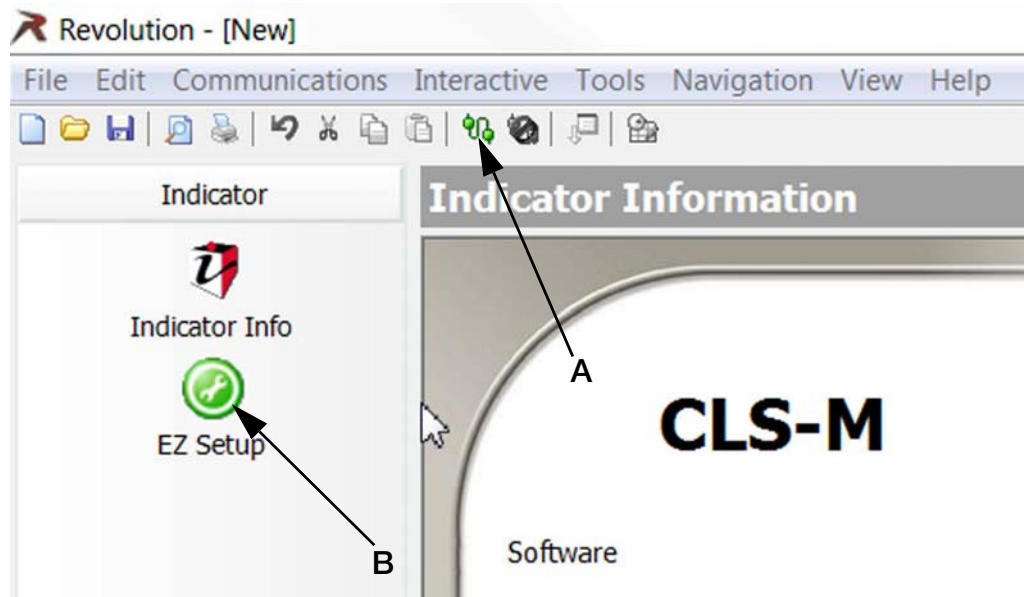 Revolution - [New]
File Edit Communications Interactive Tools Navigation View Help
Indicator
Indicator Information
Indicator Info
EZ Setup
A
CLS-M
B
Software